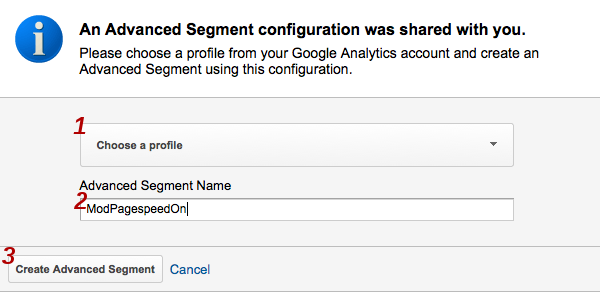 An Advanced Segment configuration was shared with you.
Please choose a profile from your Google Analytics account and create an
Advanced Segment using this configuration.
1
Choose a profile
Advanced Segment Name
2
ModPagespeedOn
3
Create Advanced Segment Cancel